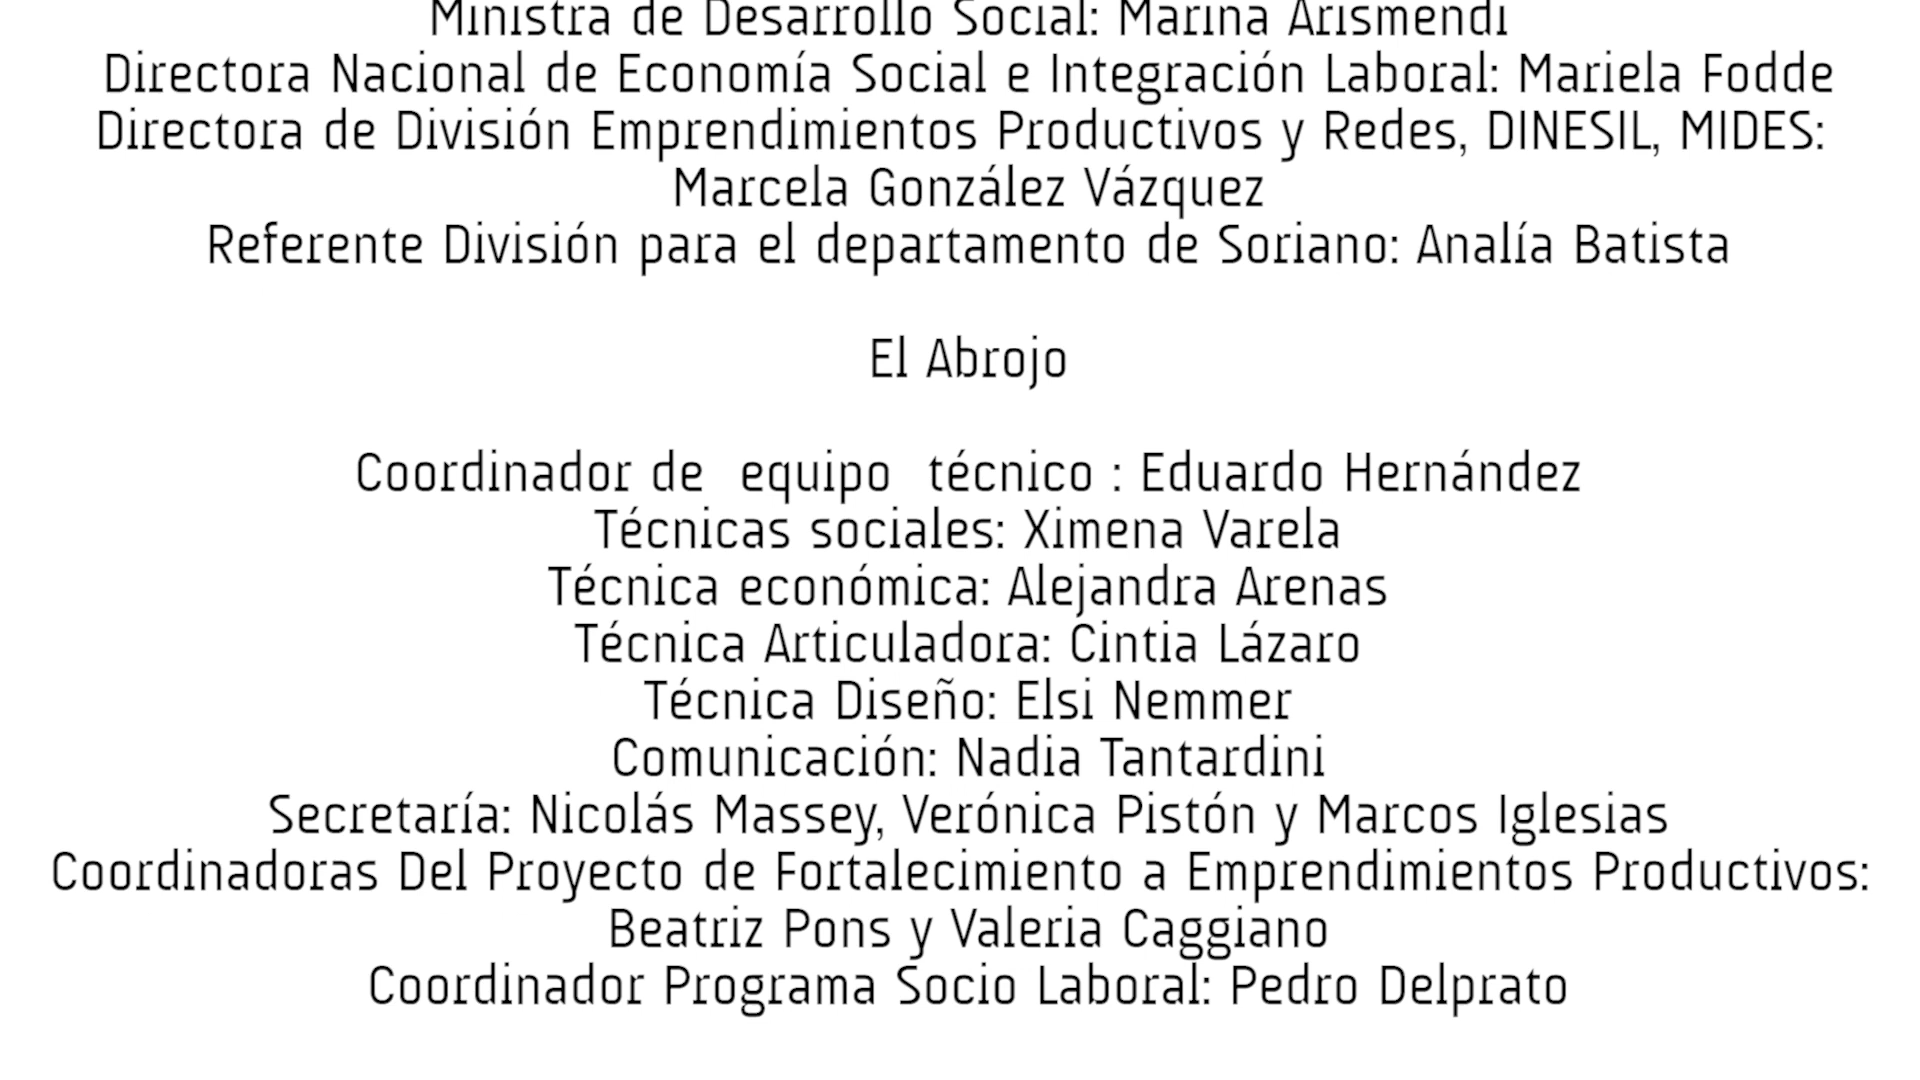 Ministra de Desarrollo Social: Marina Arismendi
Directora Nacional de Economía Social e Integración Laboral: Mariela Fodde
Directora de División Emprendimientos Productivos y Redes, DINESIL, MIDES:
Marcela González Vázquez
Referente División para el departamento de Soriano: Analía Batista
El Abrojo
Coordinador de equipo técnico : Eduardo Hernández
Técnicas sociales: Ximena Varela
Técnica económica: Alejandra Arenas
Técnica Articuladora: Cintia Lázaro
Técnica Diseño: Elsi Nemmer
Comunicación: Nadia Tantardini
Secretaría: Nicolás Massey, Verónica Pistón y Marcos Iglesias
Coordinadoras Del Proyecto de Fortalecimiento a Emprendimientos Productivos:
Beatriz Pons y Valeria Caggiano
Coordinador Programa Socio Laboral: Pedro Delprato